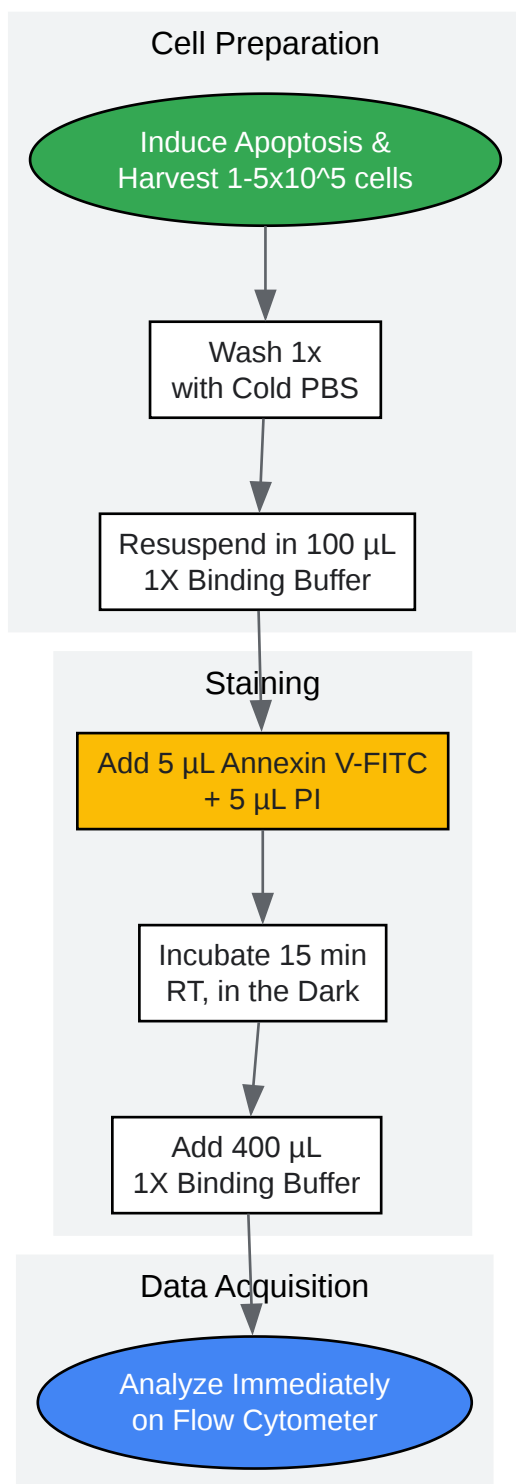 Cell Preparation
Induce Apoptosis &
Harvest 1-5x10^5 cells
Wash 1x
with Cold PBS
Resuspend in 100 µL
1X Binding Buffer
Staining
Add 5 µL Annexin V-FITC
+ 5 µL PI
Incubate 15 min
RT, in the Dark
Add 400 µL
1X Binding Buffer
Data Acquisition
Analyze Immediately
on Flow Cytometer